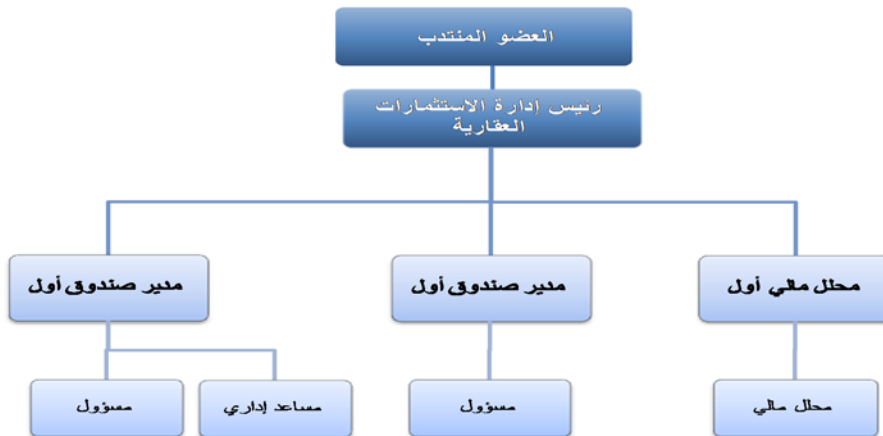 العضو المنتدب
رئيس إدارة الاستثمارات
العقارية
محلل مالي أول
مدير صندوق أول
مدير صندوق أول
محلل مالي
مسؤول
مساعد إداري
مسؤول